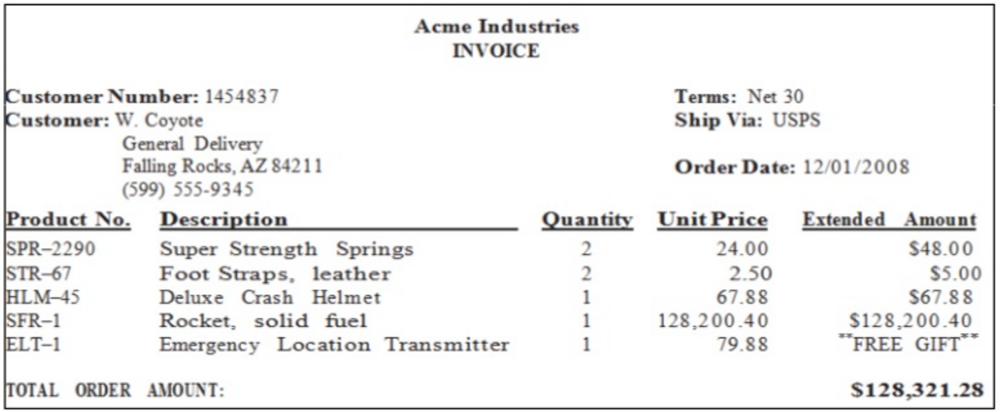 Acme Industries
INVOICE
Customer Number: 1454837 Terms: Net 30
Customer: W. Coyote Ship Via: USPS
General Delivery
Falling Rocks, AZ 84211 Order Date: 12/01/2008
(599) 555-9345
Product No. Description Quantity Unit Price Extended Amount
SPR–2290 Super Strength Springs 2 24.00 $48.00
STR–67 Foot Straps, leather 2 2.50 $5.00
HLM–45 Deluxe Crash Helmet 1 67.88 $67.88
SFR–1 Rocket, solid fuel 1 128,200.40 $128,200.40
ELT–1 Emergency Location Transmitter 1 79.88 **FREE GIFT**
TOTAL ORDER AMOUNT: $128,321.28